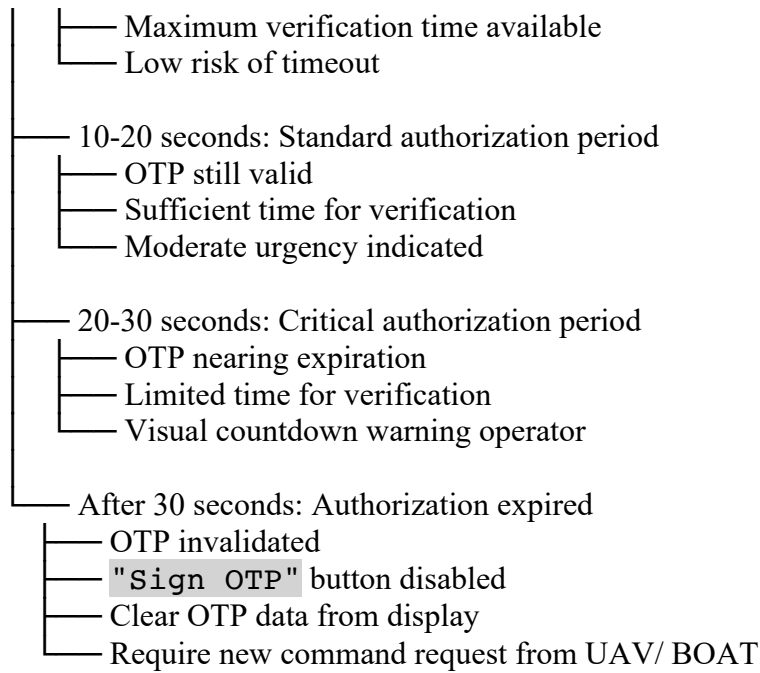 Maximum verification time available
Low risk of timeout
10-20 seconds: Standard authorization period
OTP still valid
Sufficient time for verification
Moderate urgency indicated
20-30 seconds: Critical authorization period
OTP nearing expiration
Limited time for verification
Visual countdown warning operator
After 30 seconds: Authorization expired
OTP invalidated
"Sign OTP" button disabled
Clear OTP data from display
Require new command request from UAV/ BOAT